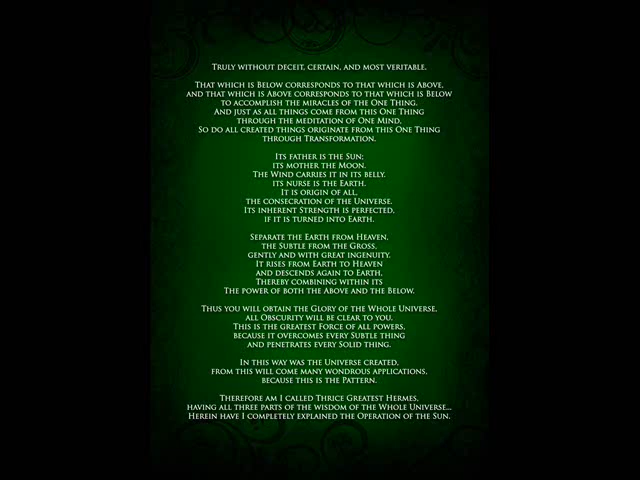 Truly without deceit, certain, and most veritable.
That which is Below corresponds to that which is Above,
and that which is Above corresponds to that which is Below
to accomplish the miracles of the One Thing.
And just as all things come from this One Thing
through the meditation of One Mind,
So do all created things originate from this One Thing
through Transformation.
Its father is the Sun;
its mother the Moon.
The Wind carries it in its belly.
its nurse is the Earth.
It is origin of all,
the consecration of the Universe.
Its inherent Strength is perfected,
if it is turned into Earth.
Separate the Earth from Heaven,
the Subtle from the Gross,
gently and with great ingenuity.
It rises from Earth to Heaven
and descends again to Earth,
Thereby combining within its
The power of both the Above and the Below.
Thus you will obtain the Glory of the Whole Universe,
all Obscurity will be clear to you.
This is the greatest Force of all powers,
because it overcomes every Subtle thing
and penetrates every Solid thing.
In this way was the Universe created,
from this will come many wondrous applications,
because this is the Pattern.
Therefore am I called Thrice Greatest Hermes,
having all three parts of the wisdom of the Whole Universe...
Herein have I completely explained the Operation of the Sun.